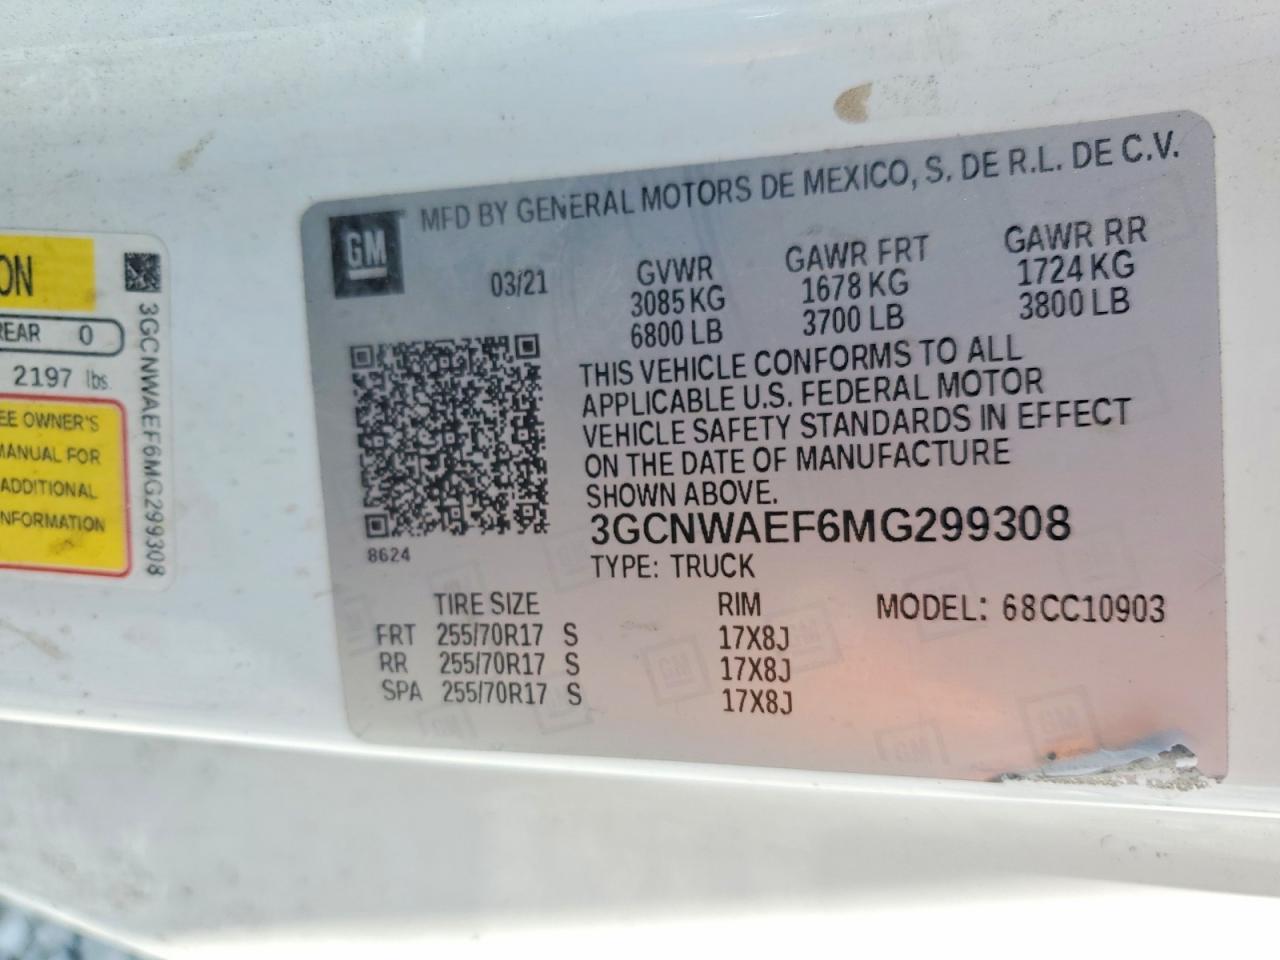 ON
REAR 0
2197 lbs.
EE OWNER'S
MANUAL FOR
ADDITIONAL
NFORMATION
3GCNWAEF6MG299308
GM
MFD BY GENERAL MOTORS DE MEXICO, S. DE R.L. DE C.V.
03/21
GVWR
3085 KG
6800 LB
GAWR FRT
1678 KG
3700 LB
GAWR RR
1724 KG
3800 LB
THIS VEHICLE CONFORMS TO ALL
APPLICABLE U.S. FEDERAL MOTOR
VEHICLE SAFETY STANDARDS IN EFFECT
ON THE DATE OF MANUFACTURE
SHOWN ABOVE.
3GCNWAEF6MG299308
TYPE: TRUCK
8624
TIRE SIZE RIM MODEL: 68CC10903
FRT 255/70R17 S 17X8J
RR 255/70R17 S 17X8J
SPA 255/70R17 S 17X8J